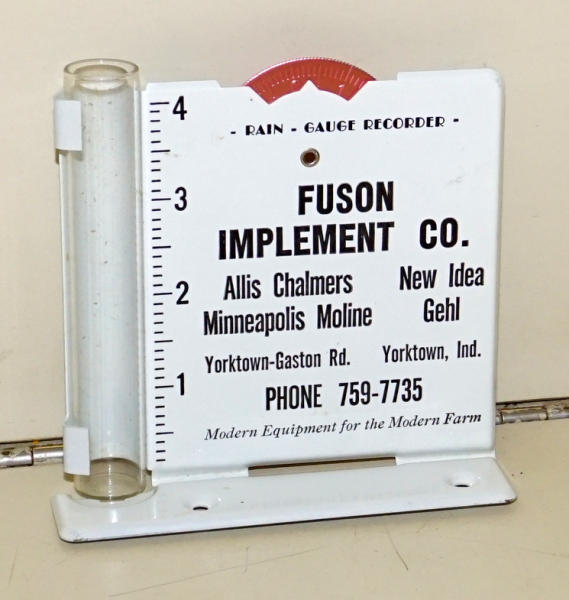 - RAIN - GAUGE RECORDER -
4
3
2
1
FUSON
IMPLEMENT CO.
Allis Chalmers New Idea
Minneapolis Moline Gehl
Yorktown-Gaston Rd. Yorktown, Ind.
PHONE 759-7735
Modern Equipment for the Modern Farm